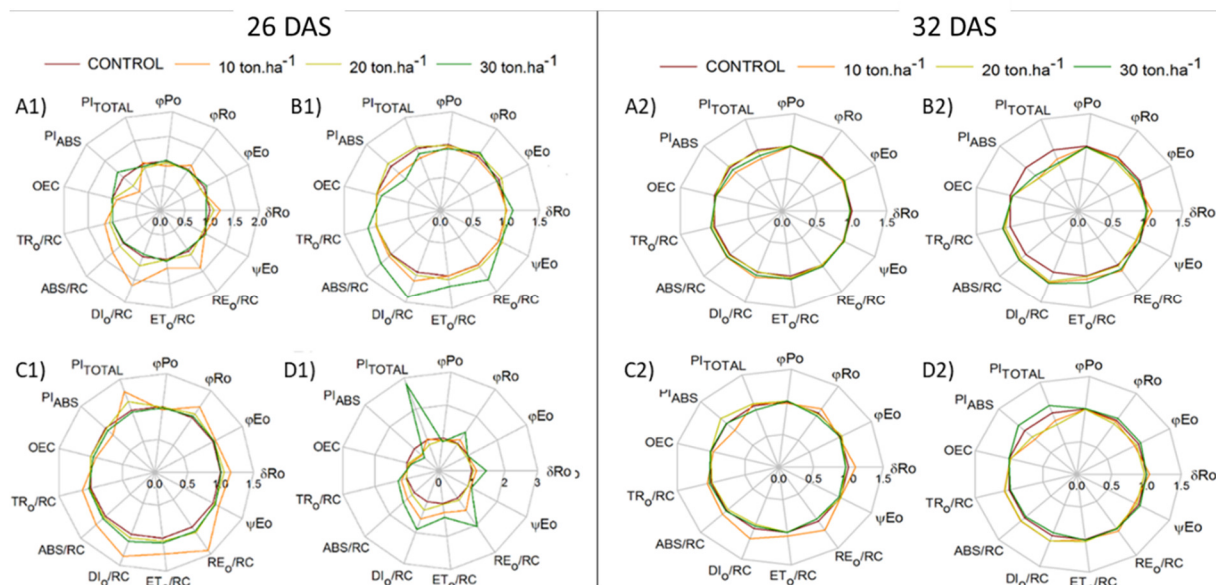 26 DAS
32 DAS
CONTROL 10 ton.ha-1 20 ton.ha-1 30 ton.ha-1
CONTROL 10 ton.ha-1 20 ton.ha-1 30 ton.ha-1
A1)
PITOTAL
φPo
φRo
φEo
δRo
ψEo
REo/RC
ETo/RC
DIo/RC
ABS/RC
TRo/RC
OEC
PIABS
0.0 0.5 1.0 1.5 2.0
B1)
PITOTAL
φPo
φRo
φEo
δRo
ψEo
REo/RC
ETo/RC
DIo/RC
ABS/RC
TRo/RC
OEC
PIABS
0.0 0.5 1.0 1.5
A2)
PITOTAL
φPo
φRo
φEo
δRo
ψEo
REo/RC
ETo/RC
DIo/RC
ABS/RC
TRo/RC
OEC
PIABS
0.0 0.5 1.0 1.5
B2)
PITOTAL
φPo
φRo
φEo
δRo
ψEo
REo/RC
ETo/RC
DIo/RC
ABS/RC
TRo/RC
OEC
PIABS
0.0 0.5 1.0 1.5
C1)
PITOTAL
φPo
φRo
φEo
δRo
ψEo
REo/RC
ETo/RC
DIo/RC
ABS/RC
TRo/RC
OEC
PIABS
0.0 0.5 1.0 1.5
D1)
PITOTAL
φPo
φRo
φEo
δRo
ψEo
REo/RC
ETo/RC
DIo/RC
ABS/RC
TRo/RC
OEC
PIABS
0 1 2 3
C2)
PITOTAL
φPo
φRo
φEo
δRo
ψEo
REo/RC
ETo/RC
DIo/RC
ABS/RC
TRo/RC
OEC
PIABS
0.0 0.5 1.0 1.5
D2)
PITOTAL
φPo
φRo
φEo
δRo
ψEo
REo/RC
ETo/RC
DIo/RC
ABS/RC
TRo/RC
OEC
PIABS
0.0 0.5 1.0 1.5